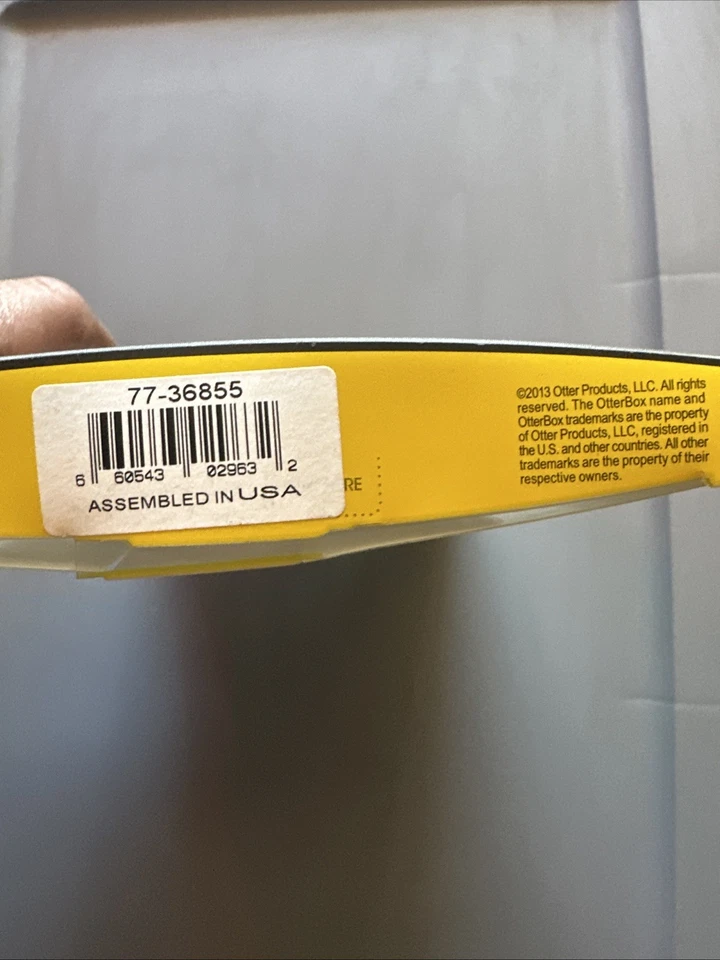 77-36855
6 60543 02963 2
ASSEMBLED IN USA
RE
©2013 Otter Products, LLC. All rights
reserved. The OtterBox name and
OtterBox trademarks are the property
of Otter Products, LLC, registered in
the U.S. and other countries. All other
trademarks are the property of their
respective owners.